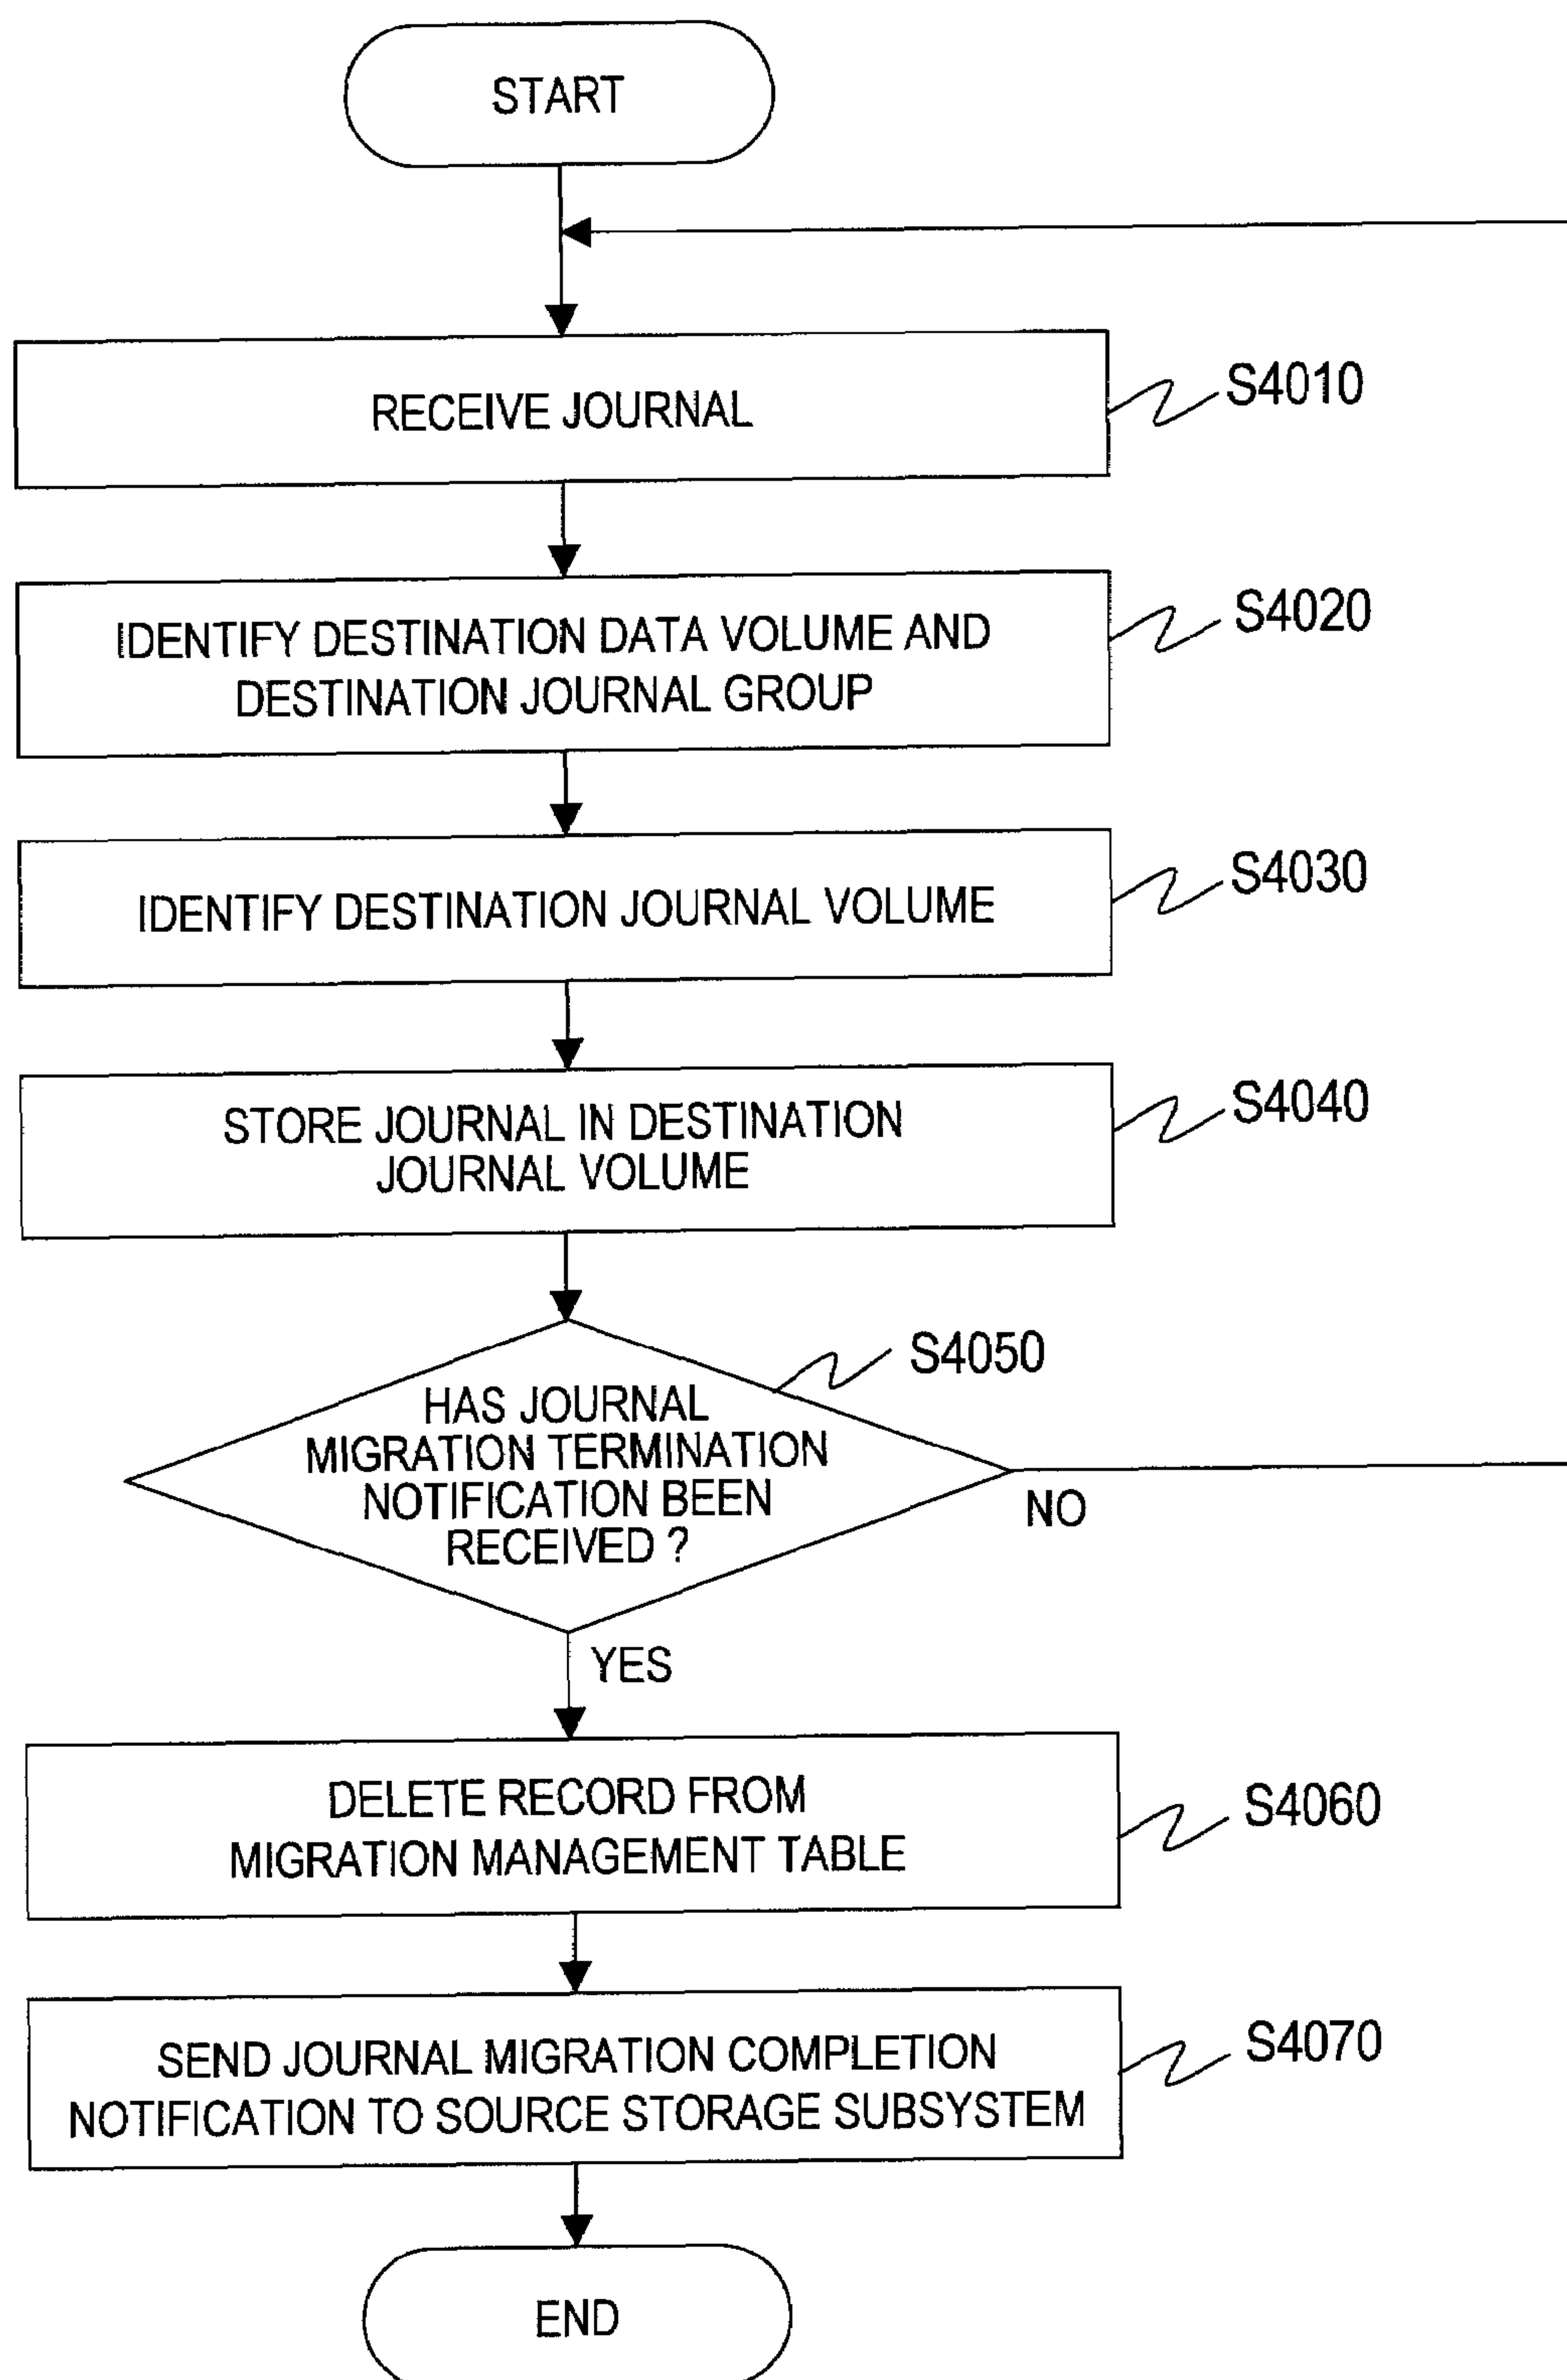 START
RECEIVE JOURNAL
S4010
IDENTIFY DESTINATION DATA VOLUME AND
DESTINATION JOURNAL GROUP
S4020
IDENTIFY DESTINATION JOURNAL VOLUME
S4030
STORE JOURNAL IN DESTINATION
JOURNAL VOLUME
S4040
HAS JOURNAL
MIGRATION TERMINATION
NOTIFICATION BEEN
RECEIVED ?
S4050
NO
YES
DELETE RECORD FROM
MIGRATION MANAGEMENT TABLE
S4060
SEND JOURNAL MIGRATION COMPLETION
NOTIFICATION TO SOURCE STORAGE SUBSYSTEM
S4070
END